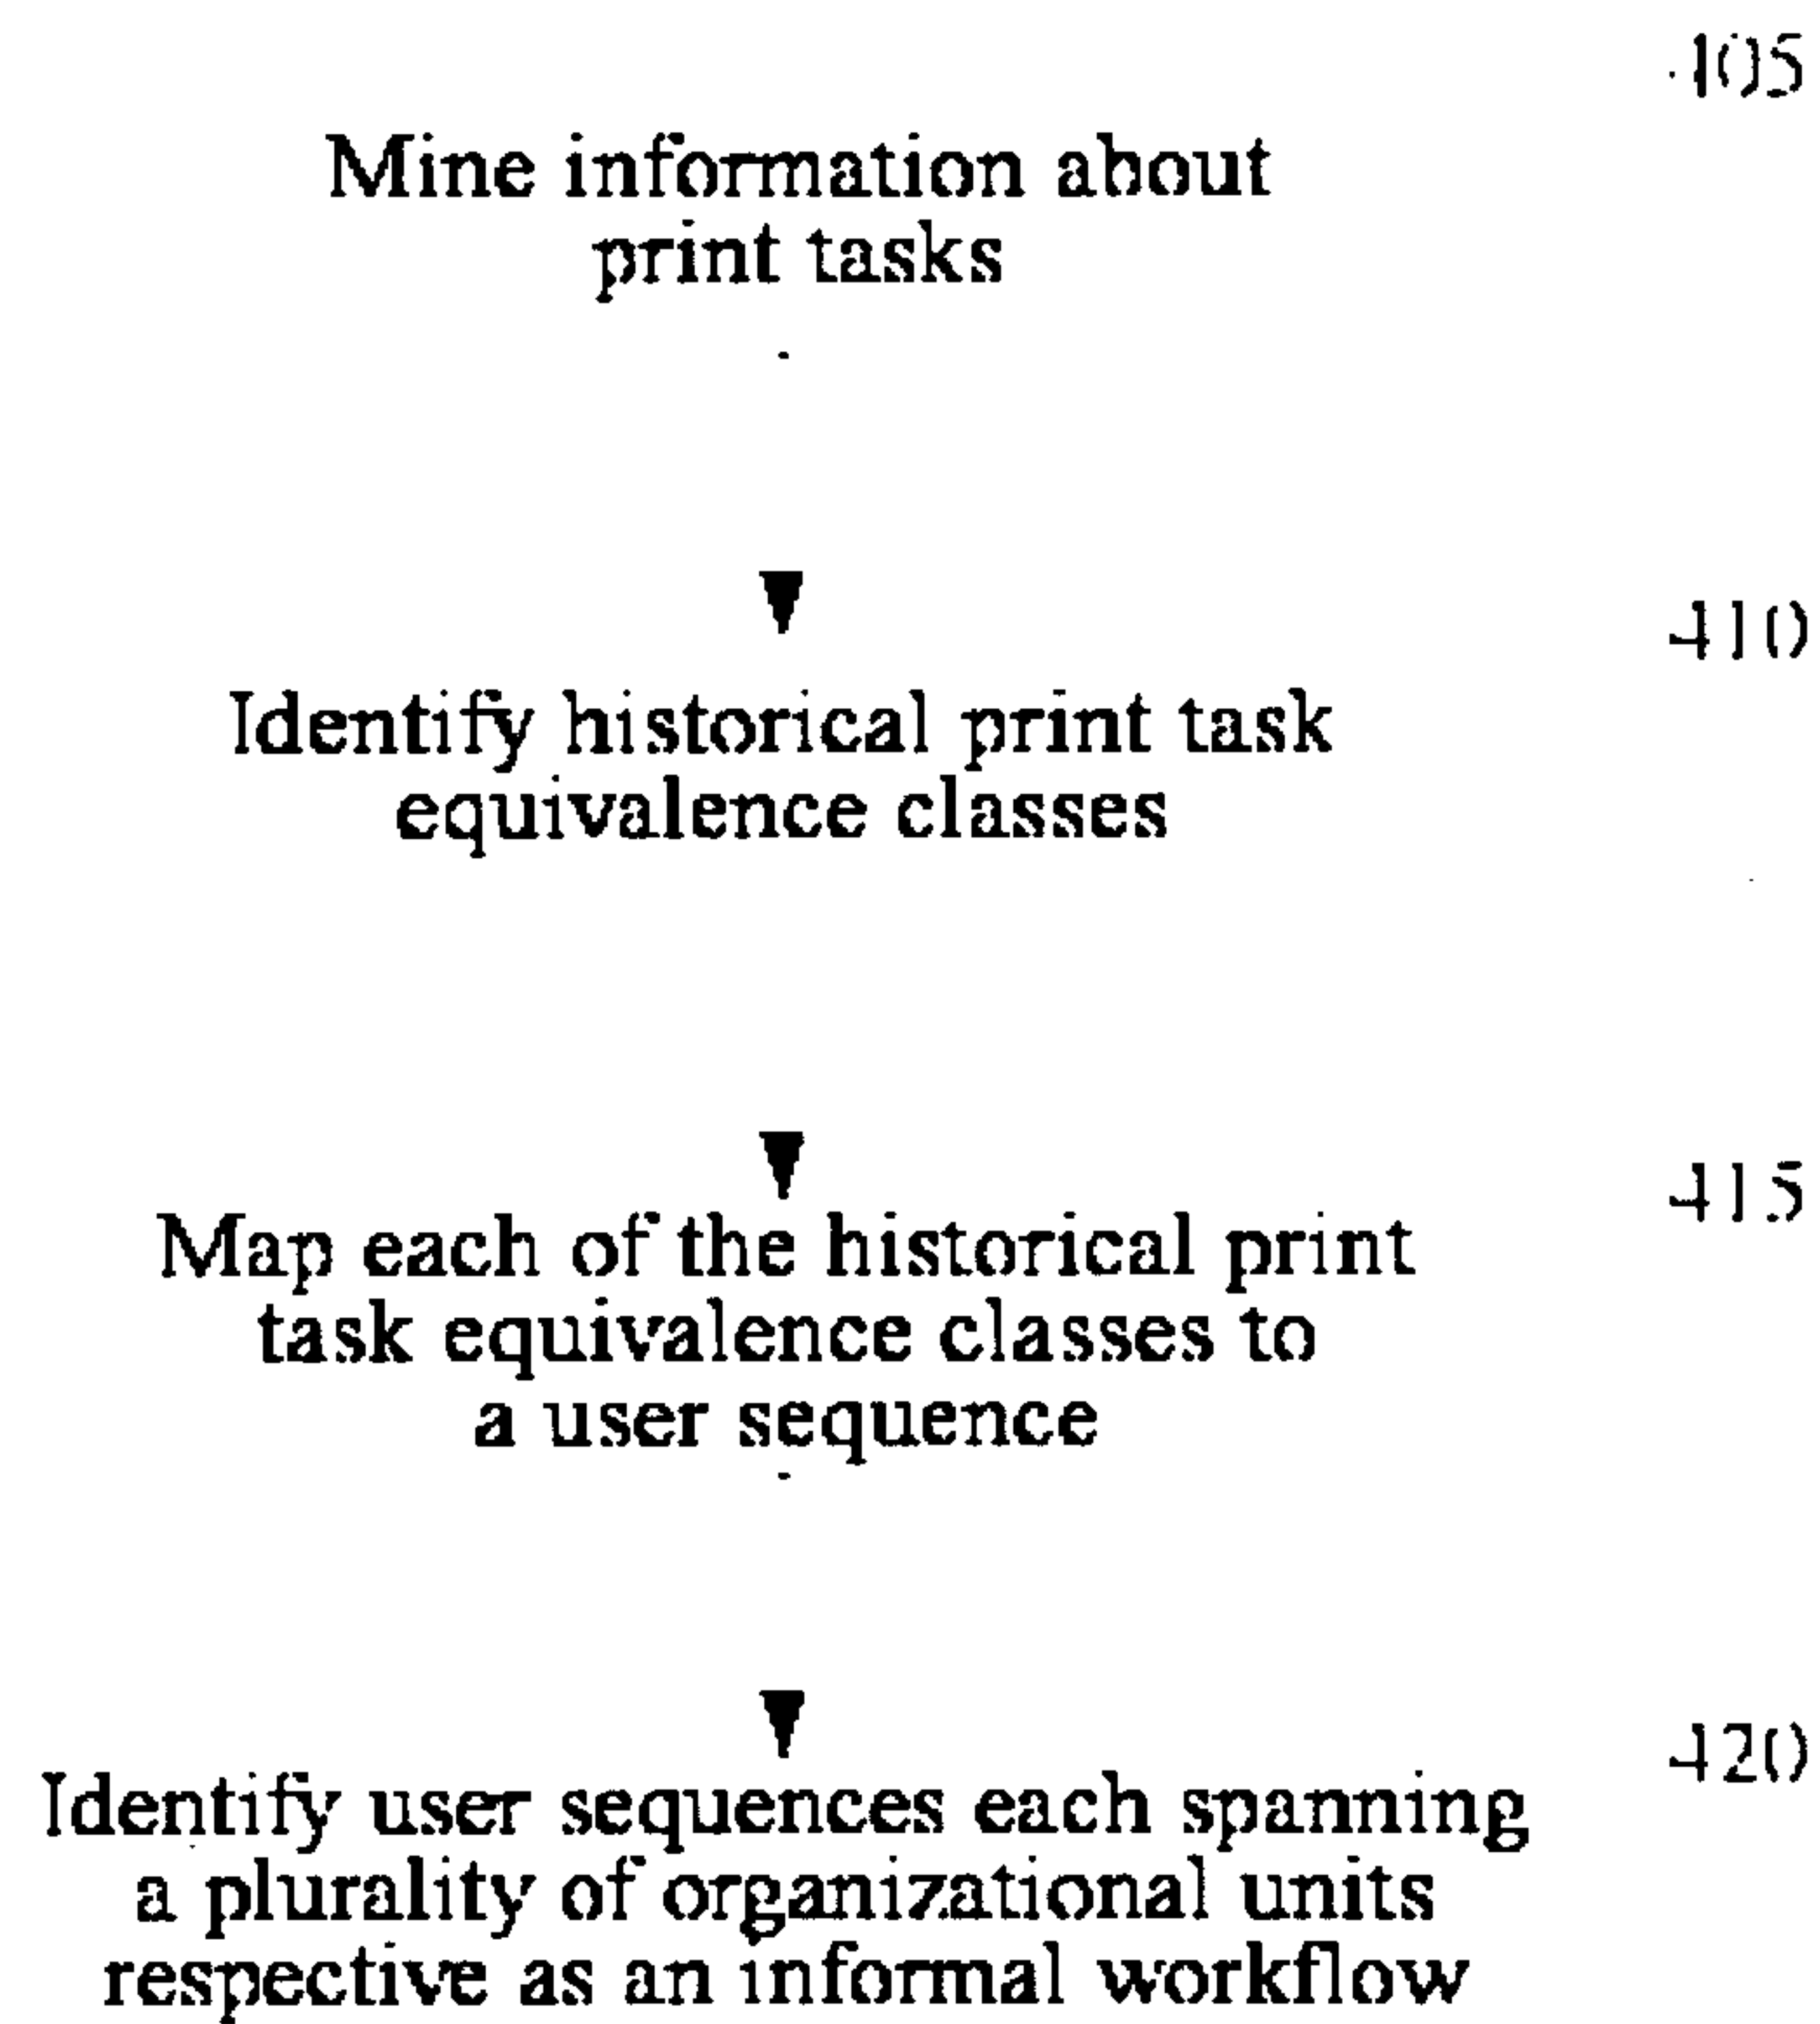 405
Mine information about
print tasks
410
Identify historical print task
equivalence classes
415
Map each of the historical print
task equivalence classes to
a user sequence
420
Identify user sequences each spanning
a plurality of organizational units
respective as an informal workflow